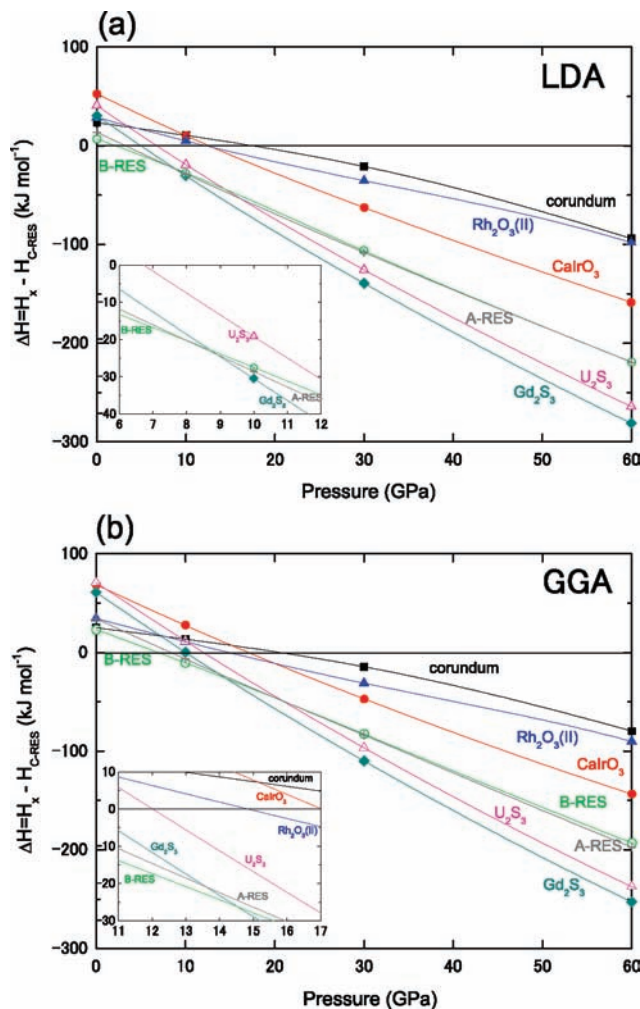 (a)
LDA
ΔH=H_X - H_C-RES (kJ mol⁻¹)
100
0
-100
-200
-300
B-RES
corundum
Rh₂O₃(II)
CaIrO₃
A-RES
U₂S₃
Gd₂S₃
0
-10
-20
-30
-40
B-RES
U₂S₃
A-RES
Gd₂S₃
6 7 8 9 10 11 12
0 10 20 30 40 50 60
Pressure (GPa)
(b)
GGA
ΔH=H_X - H_C-RES (kJ mol⁻¹)
100
0
-100
-200
-300
B-RES
corundum
Rh₂O₃(II)
CaIrO₃
B-RES
A-RES
U₂S₃
Gd₂S₃
10
0
-10
-20
-30
corundum
CaIrO₃
Rh₂O₃(II)
Gd₂S₃
U₂S₃
B-RES
A-RES
11 12 13 14 15 16 17
0 10 20 30 40 50 60
Pressure (GPa)